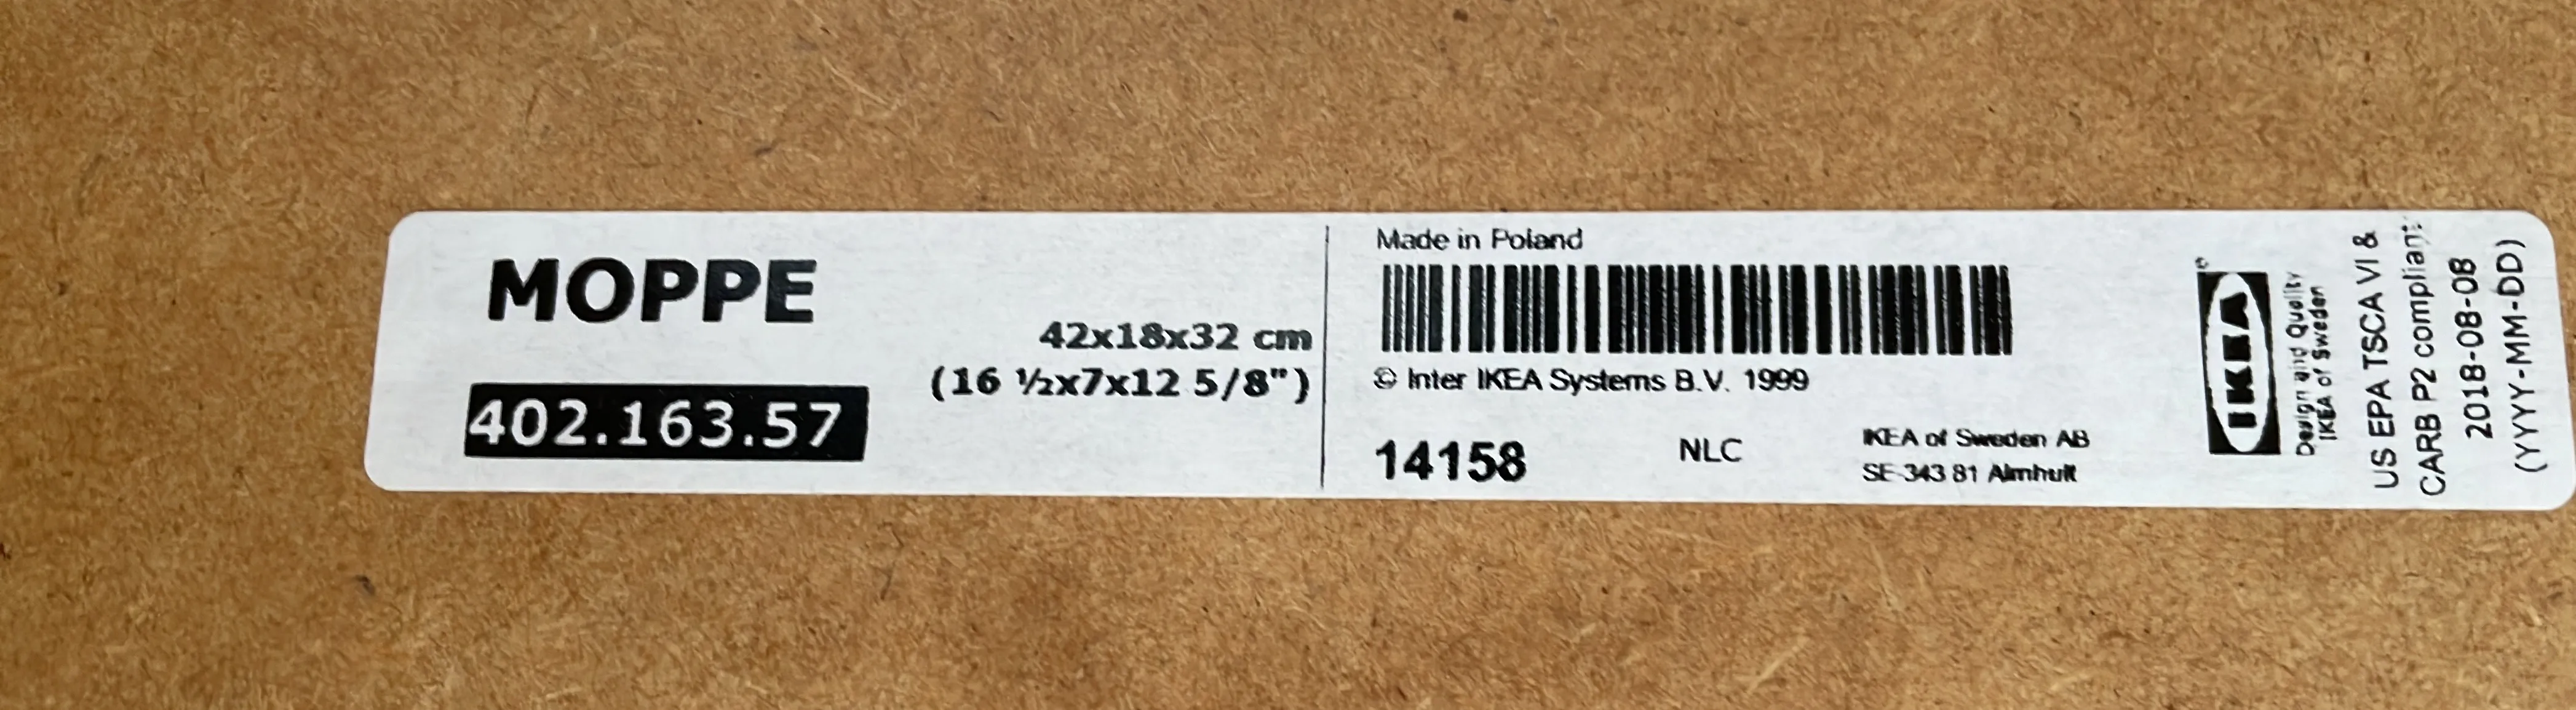 MOPPE
42x18x32 cm
(16 ½x7x12 5/8")
402.163.57
Made in Poland
© Inter IKEA Systems B.V. 1999
14158
NLC
IKEA of Sweden AB
SE-343 81 Älmhult
IKEA
®
Design and Quality
IKEA of Sweden
US EPA TSCA VI &
CARB P2 compliant:
2018-08-08
(YYYY-MM-DD)